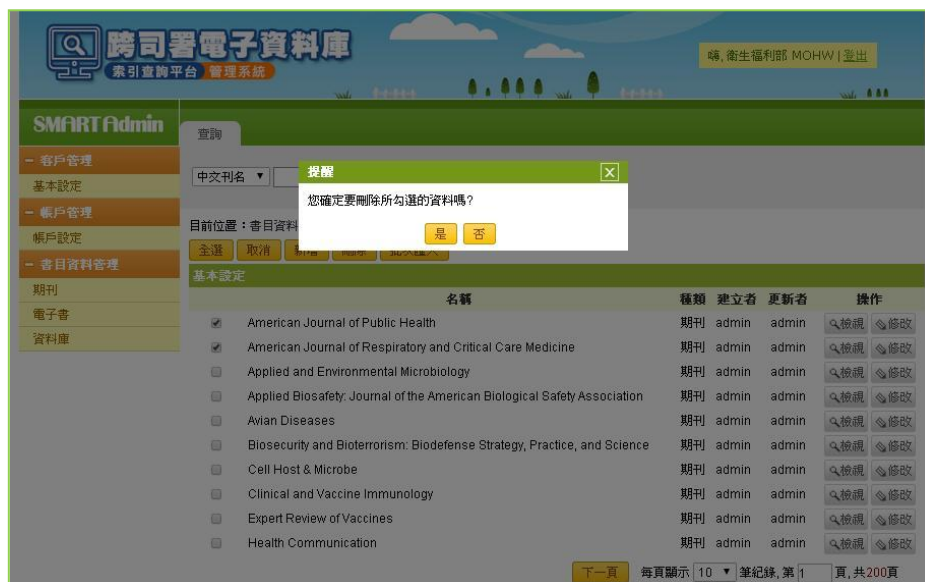 跨司署電子資料庫
索引查詢平台 管理系統
嗨, 衛生福利部 MOHW | 登出
SMART Admin
查詢
- 客戶管理
基本設定
- 帳戶管理
帳戶設定
- 書目資料管理
期刊
電子書
資料庫
中文刊名
提醒
您確定要刪除所勾選的資料嗎?
是 否
目前位置:書目資料
全選 取消 新增 刪除 批次匯入
基本設定
名稱 種類 建立者 更新者 操作
American Journal of Public Health 期刊 admin admin 檢視 修改
American Journal of Respiratory and Critical Care Medicine 期刊 admin admin 檢視 修改
Applied and Environmental Microbiology 期刊 admin admin 檢視 修改
Applied Biosafety: Journal of the American Biological Safety Association 期刊 admin admin 檢視 修改
Avian Diseases 期刊 admin admin 檢視 修改
Biosecurity and Bioterrorism: Biodefense Strategy, Practice, and Science 期刊 admin admin 檢視 修改
Cell Host & Microbe 期刊 admin admin 檢視 修改
Clinical and Vaccine Immunology 期刊 admin admin 檢視 修改
Expert Review of Vaccines 期刊 admin admin 檢視 修改
Health Communication 期刊 admin admin 檢視 修改
下一頁 每頁顯示 10 筆紀錄, 第 1 頁, 共200頁